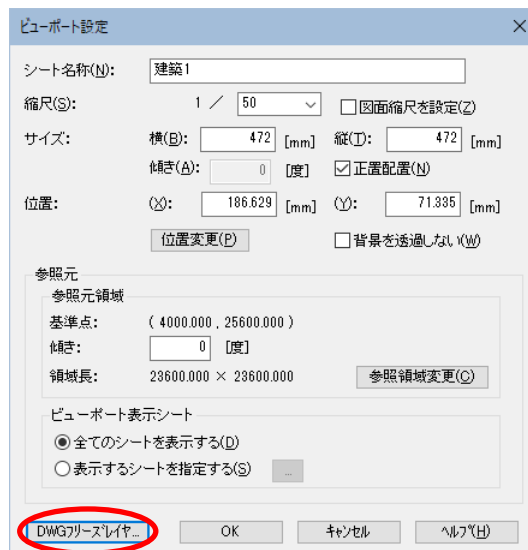 ビューポート設定
シート名称(N): 建築1
縮尺(S): 1 / 50 図面縮尺を設定(Z)
サイズ: 横(B): 472 [mm] 縦(T): 472 [mm]
傾き(A): 0 [度] 正置配置(N)
位置: (X): 186.629 [mm] (Y): 71.335 [mm]
位置変更(P) 背景を透過しない(W)
参照元
参照元領域
基準点: ( 4000.000 , 25600.000 )
傾き: 0 [度]
領域長: 23600.000 × 23600.000 参照領域変更(C)
ビューポート表示シート
全てのシートを表示する(D)
表示するシートを指定する(S) ...
DWGフリーズレイヤ... OK キャンセル ヘルプ(H)